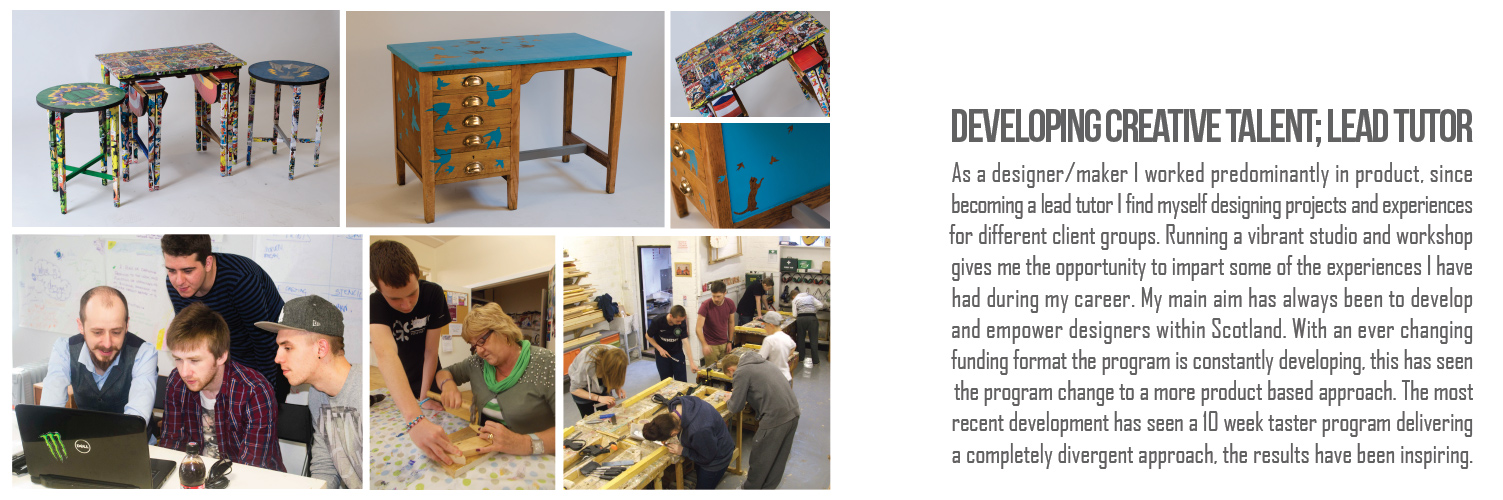 DEVELOPING CREATIVE TALENT; LEAD TUTOR
As a designer/maker I worked predominantly in product, since
becoming a lead tutor I find myself designing projects and experiences
for different client groups. Running a vibrant studio and workshop
gives me the opportunity to impart some of the experiences I have
had during my career. My main aim has always been to develop
and empower designers within Scotland. With an ever changing
funding format the program is constantly developing, this has seen
the program change to a more product based approach. The most
recent development has seen a 10 week taster program delivering
a completely divergent approach, the results have been inspiring.
DELL